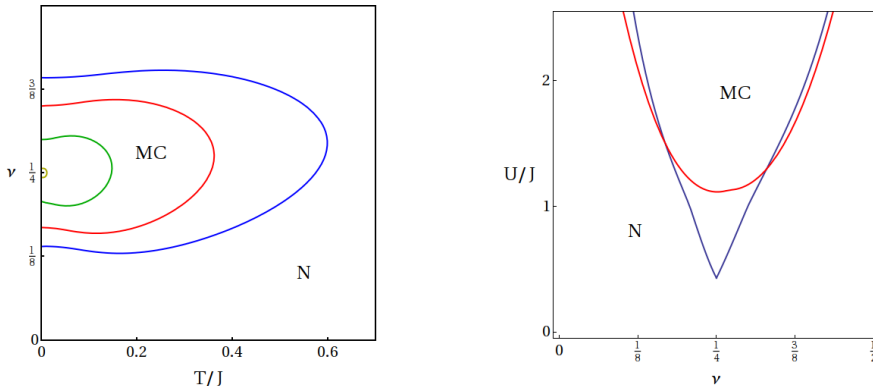 3/8
ν 1/4
1/8
0
MC
N
0 0.2 0.4 0.6
T/J
2
U/J
1
0
MC
N
0 1/8 1/4 3/8
ν